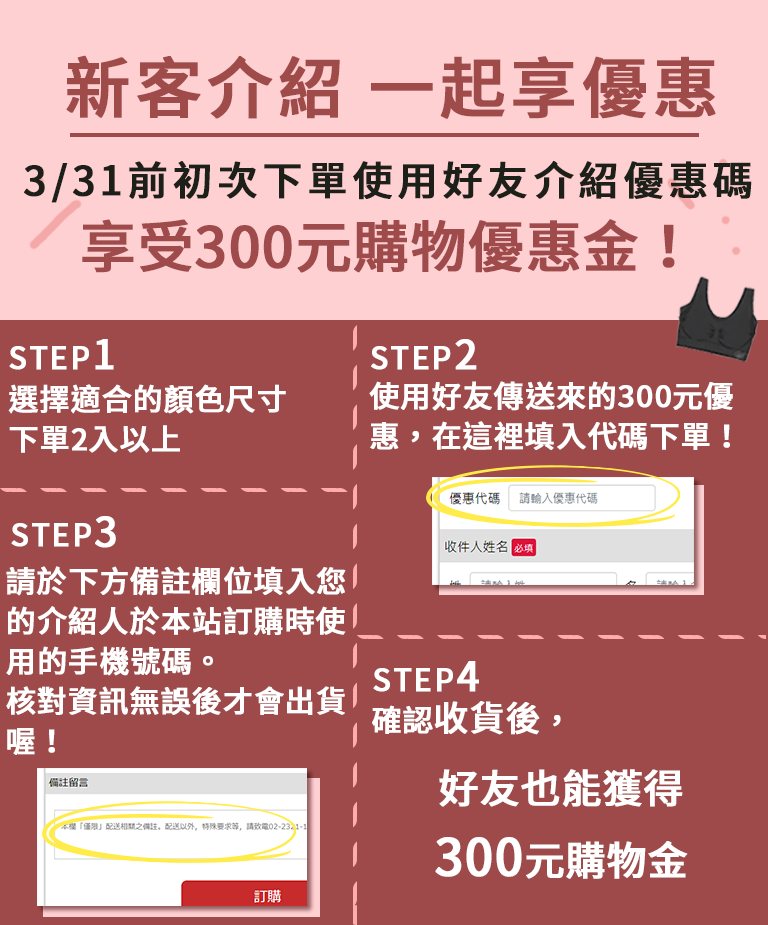 新客介紹 一起享優惠
3/31前初次下單使用好友介紹優惠碼
享受300元購物優惠金！
STEP1
選擇適合的顏色尺寸
下單2入以上
STEP2
使用好友傳送來的300元優
惠，在這裡填入代碼下單！
優惠代碼 請輸入優惠代碼
收件人姓名 必填
姓 請輸入姓 名 請輸入
STEP3
請於下方備註欄位填入您
的介紹人於本站訂購時使
用的手機號碼。
核對資訊無誤後才會出貨
喔！
備註留言
本欄「僅限」配送相關之備註。配送以外，特殊要求等，請致電02-2321-1
訂購
STEP4
確認收貨後，
好友也能獲得
300元購物金